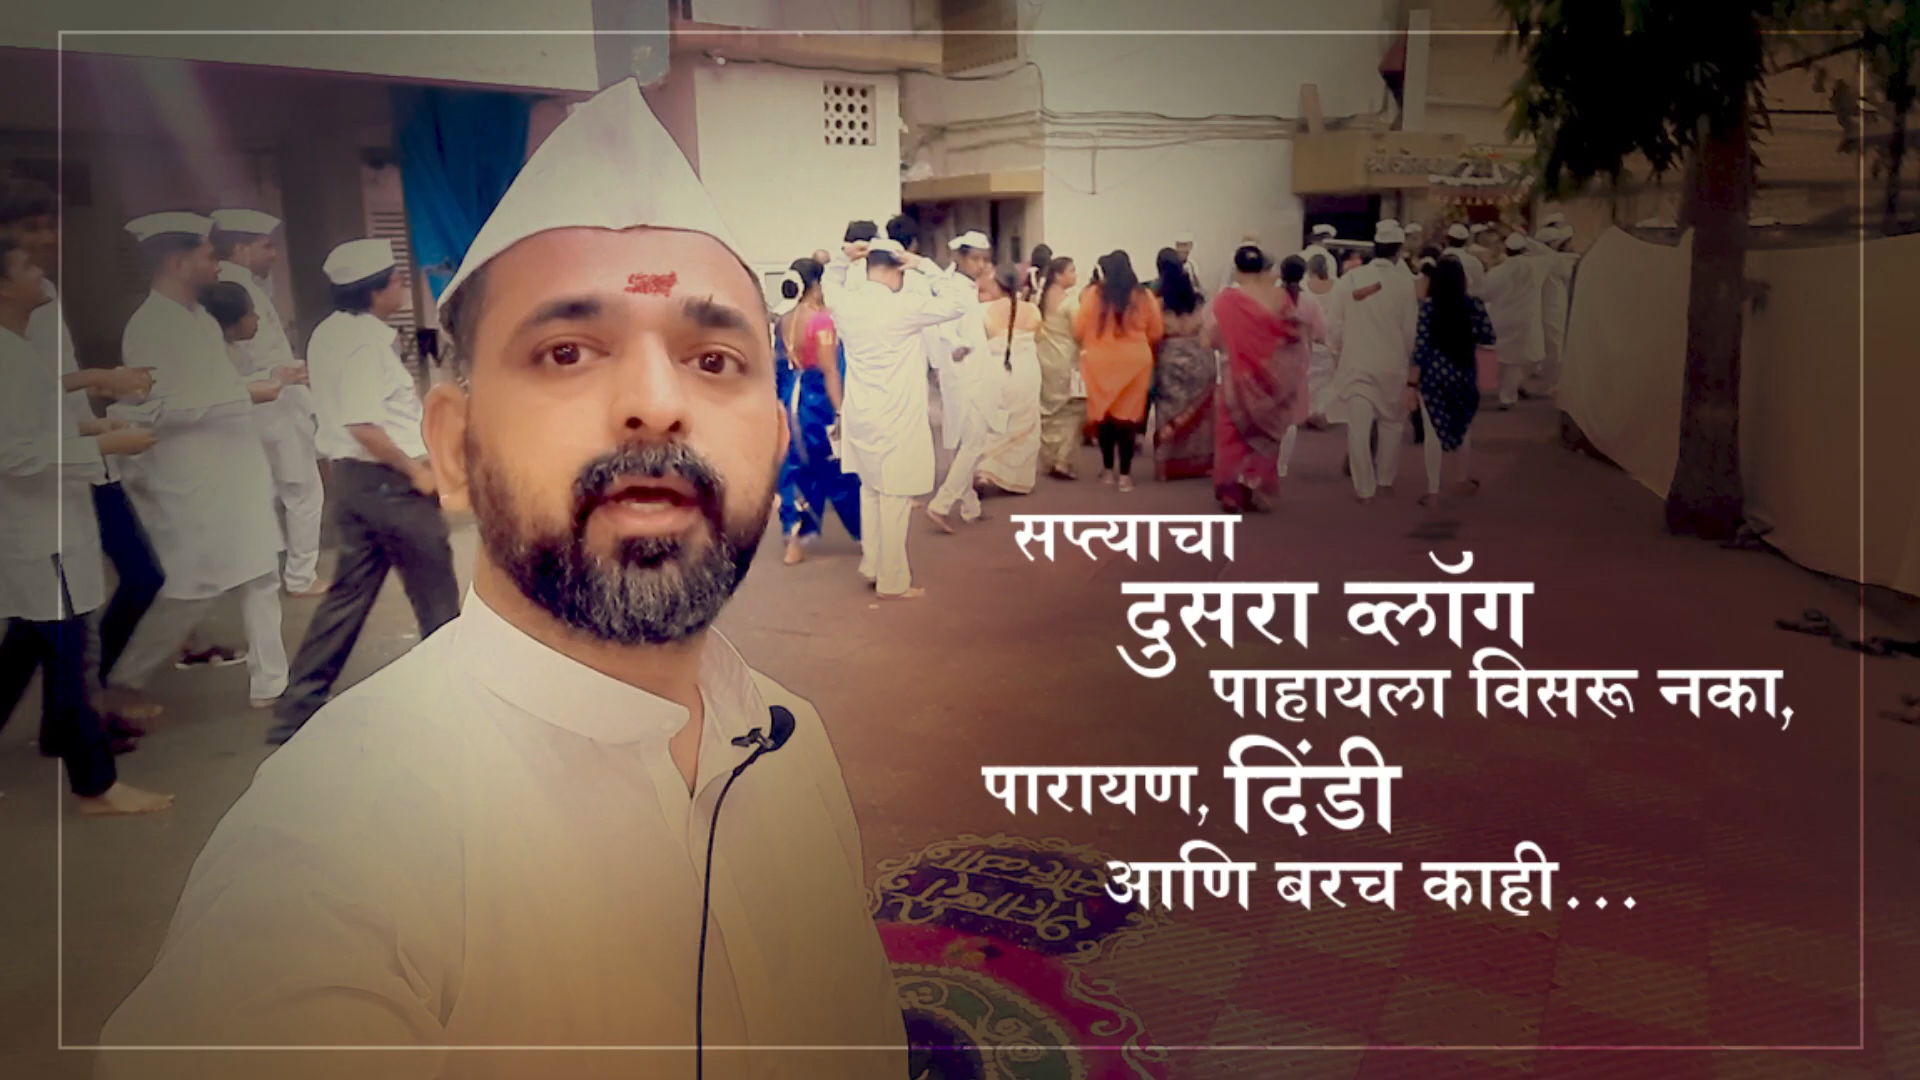 सप्त्याचा
दुसरा व्लॉग
पाहायला विसरू नका,
पारायण, दिंडी
आणि बरच काही...